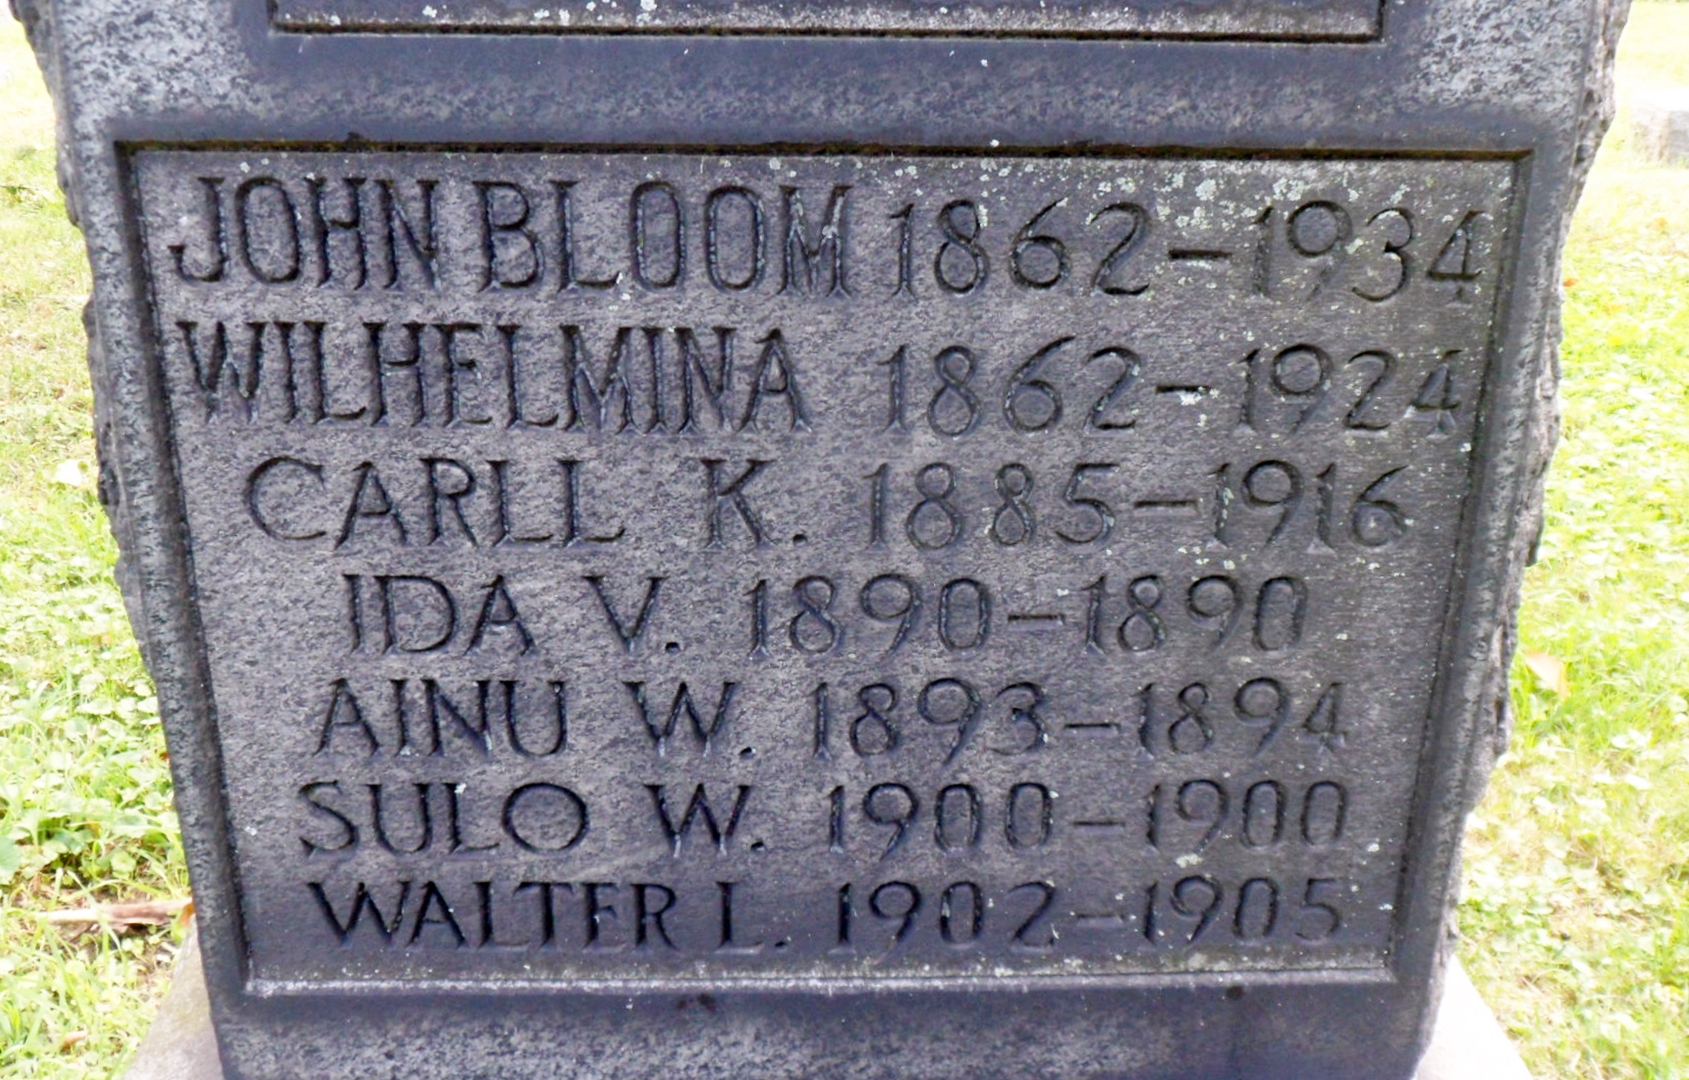 JOHN BLOOM 1862-1934
WILHELMINA 1862-1924
CARLL K. 1885-1916
IDA V. 1890-1890
AINU W. 1893-1894
SULO W. 1900-1900
WALTER L. 1902-1905